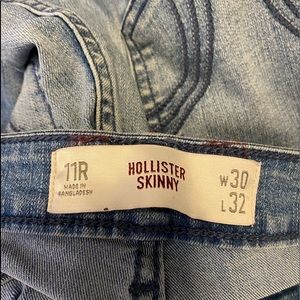 11R
MADE IN
BANGLADESH
HOLLISTER
SKINNY
W30
L32